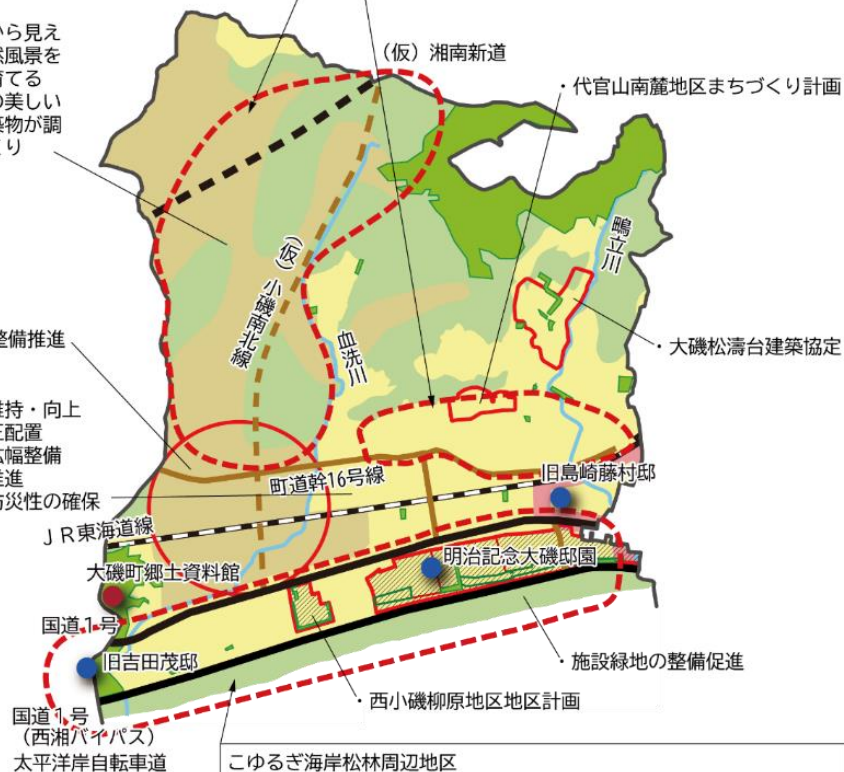 から見え
然風景を
育てる
の美しい
築物が調
くり
(仮)湘南新道
・代官山南麓地区まちづくり計画
鴫立川
(仮)小磯南北線
血洗川
整備推進
・大磯松濤台建築協定
維持・向上
正配置
広幅整備
推進
防災性の確保
町道幹16号線
旧島崎藤村邸
JR東海道線
大磯町郷土資料館
明治記念大磯邸園
国道1号
旧吉田茂邸
・施設緑地の整備促進
・西小磯柳原地区地区計画
国道1号
(西湘バイパス)
太平洋岸自転車道
こゆるぎ海岸松林周辺地区